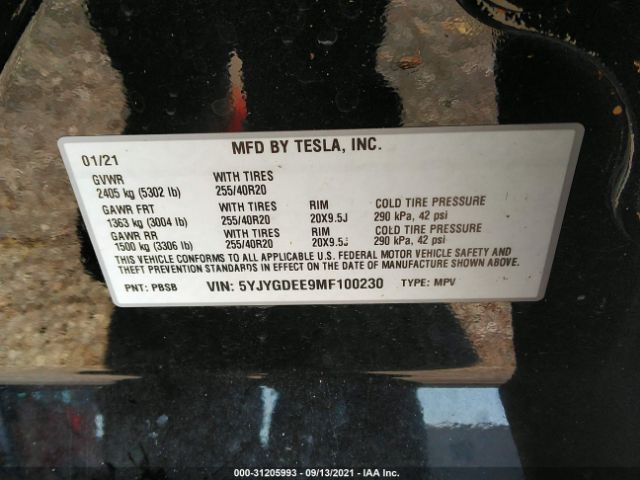 MFD BY TESLA, INC.
01/21
GVWR WITH TIRES
2405 kg (5302 lb) 255/40R20
GAWR FRT WITH TIRES RIM COLD TIRE PRESSURE
1363 kg (3004 lb) 255/40R20 20X9.5J 290 kPa, 42 psi
GAWR RR WITH TIRES RIM COLD TIRE PRESSURE
1500 kg (3306 lb) 255/40R20 20X9.5J 290 kPa, 42 psi
THIS VEHICLE CONFORMS TO ALL APPLICABLE U.S. FEDERAL MOTOR VEHICLE SAFETY AND
THEFT PREVENTION STANDARDS IN EFFECT ON THE DATE OF MANUFACTURE SHOWN ABOVE.
PNT: PBSB VIN: 5YJYGDEE9MF100230 TYPE: MPV
000-31205993 - 09/13/2021 - IAA Inc.